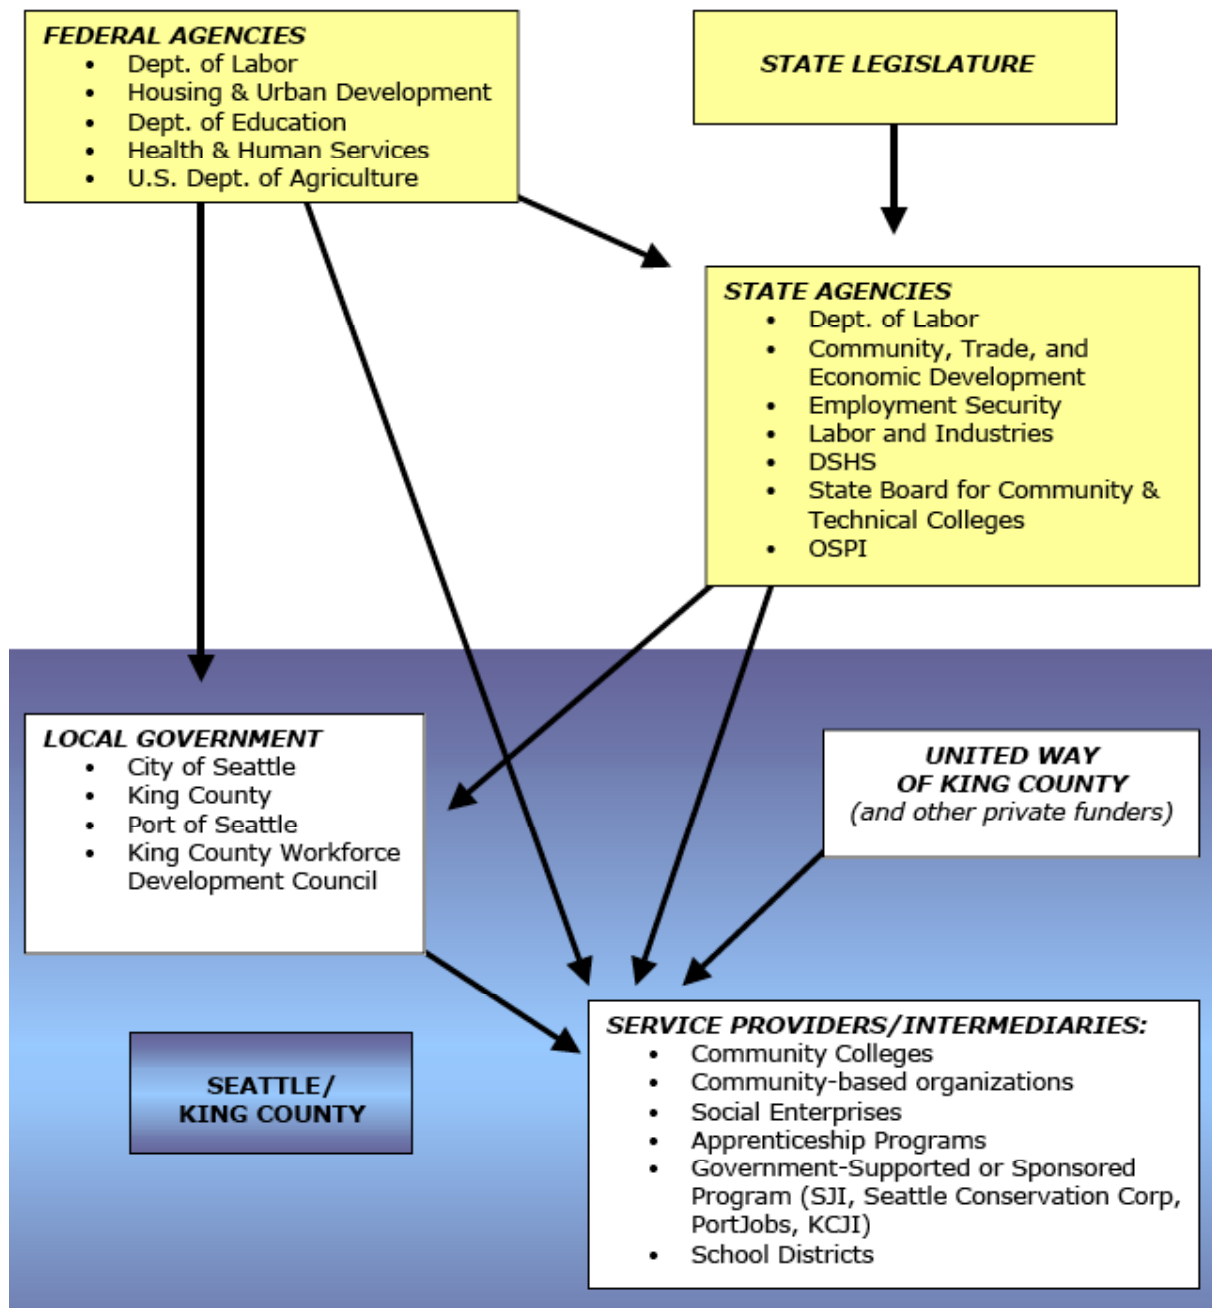 FEDERAL AGENCIES
• Dept. of Labor
• Housing & Urban Development
• Dept. of Education
• Health & Human Services
• U.S. Dept. of Agriculture
STATE LEGISLATURE
STATE AGENCIES
• Dept. of Labor
• Community, Trade, and
Economic Development
• Employment Security
• Labor and Industries
• DSHS
• State Board for Community &
Technical Colleges
• OSPI
LOCAL GOVERNMENT
• City of Seattle
• King County
• Port of Seattle
• King County Workforce
Development Council
UNITED WAY
OF KING COUNTY
(and other private funders)
SEATTLE/
KING COUNTY
SERVICE PROVIDERS/INTERMEDIARIES:
• Community Colleges
• Community-based organizations
• Social Enterprises
• Apprenticeship Programs
• Government-Supported or Sponsored
Program (SJI, Seattle Conservation Corp,
PortJobs, KCJI)
• School Districts